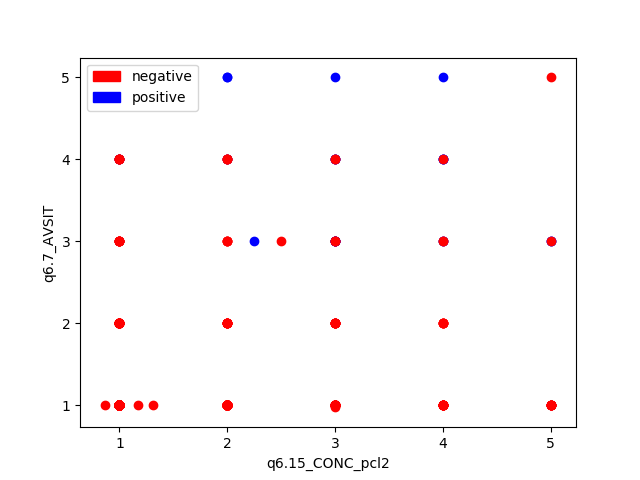 negative
positive
5
4
3
2
1
q6.7_AVSIT
1 2 3 4 5
q6.15_CONC_pcl2